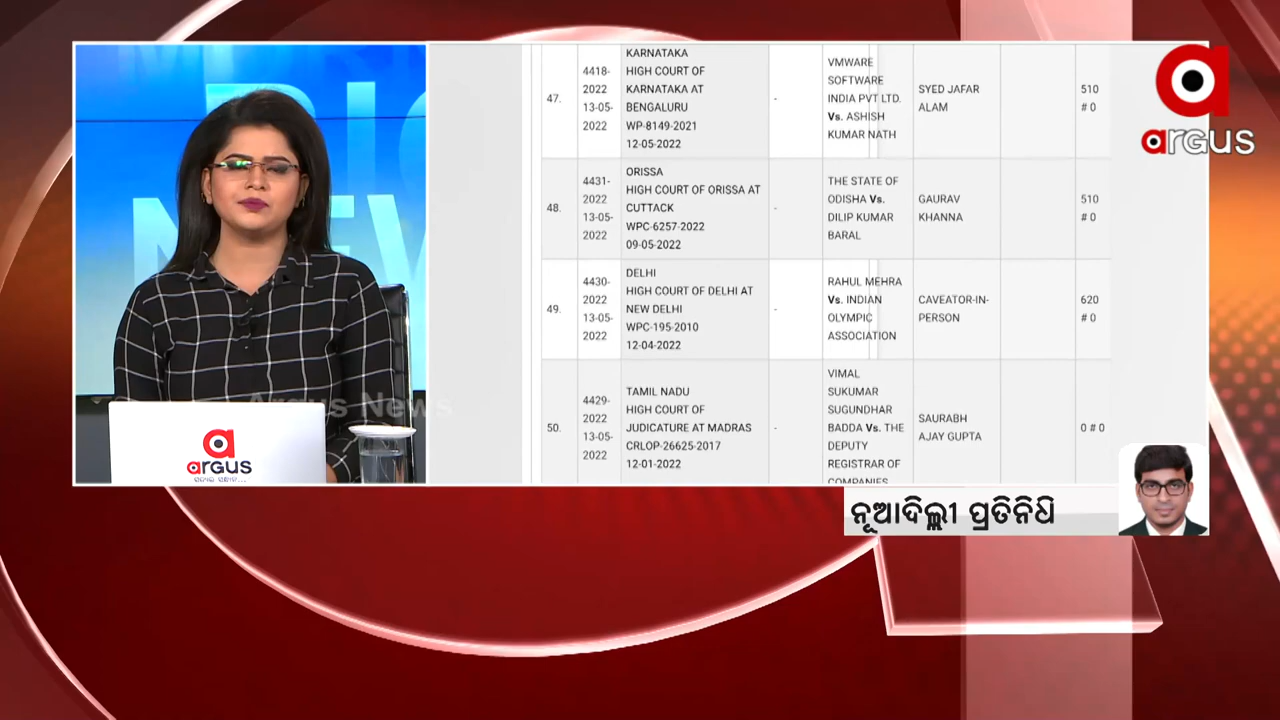 KARNATAKA
HIGH COURT OF
KARNATAKA AT
BENGALURU
WP-8149-2021
12-05-2022
47.
4418-
2022
13-05-
2022
-
VMWARE
SOFTWARE
INDIA PVT LTD.
Vs. ASHISH
KUMAR NATH
SYED JAFAR
ALAM
510
# 0
48.
4431-
2022
13-05-
2022
ORISSA
HIGH COURT OF ORISSA AT
CUTTACK
WPC-6257-2022
09-05-2022
-
THE STATE OF
ODISHA Vs.
DILIP KUMAR
BARAL
GAURAV
KHANNA
510
# 0
49.
4430-
2022
13-05-
2022
DELHI
HIGH COURT OF DELHI AT
NEW DELHI
WPC-195-2010
12-04-2022
-
RAHUL MEHRA
Vs. INDIAN
OLYMPIC
ASSOCIATION
CAVEATOR-IN-
PERSON
620
# 0
50.
4429-
2022
13-05-
2022
TAMIL NADU
HIGH COURT OF
JUDICATURE AT MADRAS
CRLOP-26625-2017
12-01-2022
-
VIMAL
SUKUMAR
SUGUNDHAR
BADDA Vs. THE
DEPUTY
REGISTRAR OF
COMPANIES
SAURABH
AJAY GUPTA
0 # 0
argus
Argus News
argus
ନୂଆଦିଲ୍ଲୀ ପ୍ରତିନିଧି